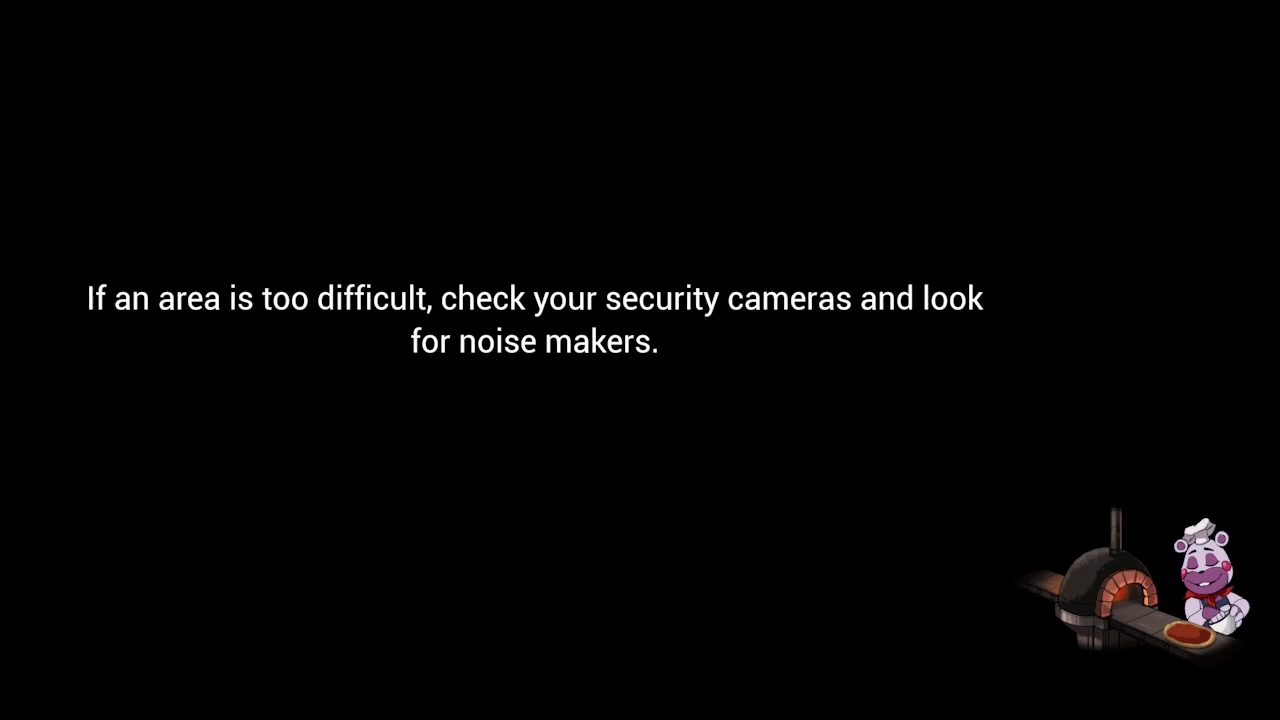 If an area is too difficult, check your security cameras and look
for noise makers.